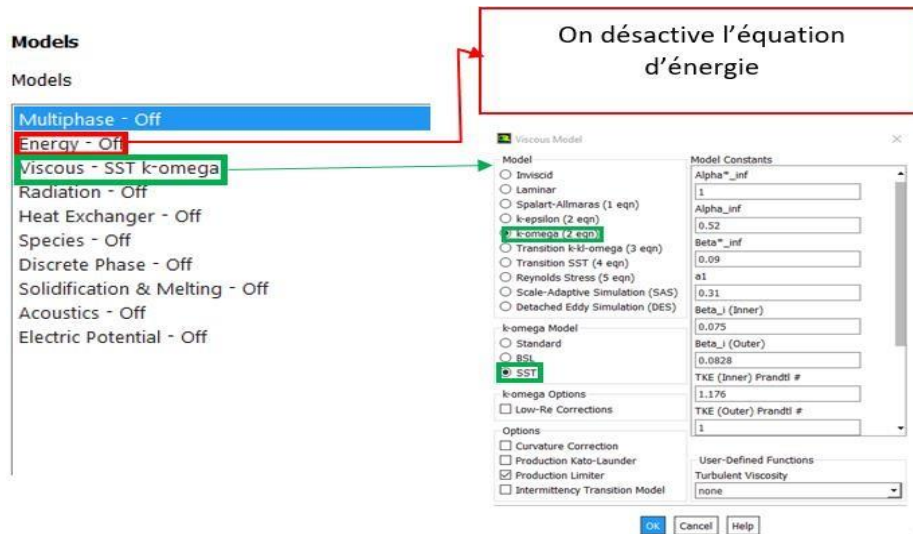 On désactive l’équation
d’énergie
Models
Models
Multiphase - Off
Energy - Off
Viscous - SST k-omega
Radiation - Off
Heat Exchanger - Off
Species - Off
Discrete Phase - Off
Solidification & Melting - Off
Acoustics - Off
Electric Potential - Off
Viscous Model
Model
Inviscid
Laminar
Spalart-Allmaras (1 eqn)
k-epsilon (2 eqn)
k-omega (2 eqn)
Transition k-kl-omega (3 eqn)
Transition SST (4 eqn)
Reynolds Stress (5 eqn)
Scale-Adaptive Simulation (SAS)
Detached Eddy Simulation (DES)
k-omega Model
Standard
BSL
SST
k-omega Options
Low-Re Corrections
Options
Curvature Correction
Production Kato-Launder
Production Limiter
Intermittency Transition Model
Model Constants
Alpha*_inf
1
Alpha_inf
0.52
Beta*_inf
0.09
a1
0.31
Beta_i (Inner)
0.075
Beta_i (Outer)
0.0828
TKE (Inner) Prandtl #
1.176
TKE (Outer) Prandtl #
1
User-Defined Functions
Turbulent Viscosity
none
OK Cancel Help